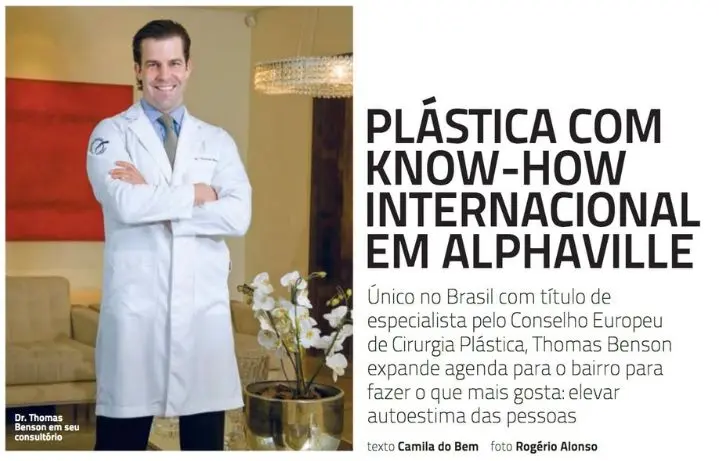 PLÁSTICA COM
KNOW-HOW
INTERNACIONAL
EM ALPHAVILLE
Único no Brasil com título de
especialista pelo Conselho Europeu
de Cirurgia Plástica, Thomas Benson
expande agenda para o bairro para
fazer o que mais gosta: elevar
autoestima das pessoas
texto Camila do Bem foto Rogério Alonso
Dr. Thomas
Benson em seu
consultório